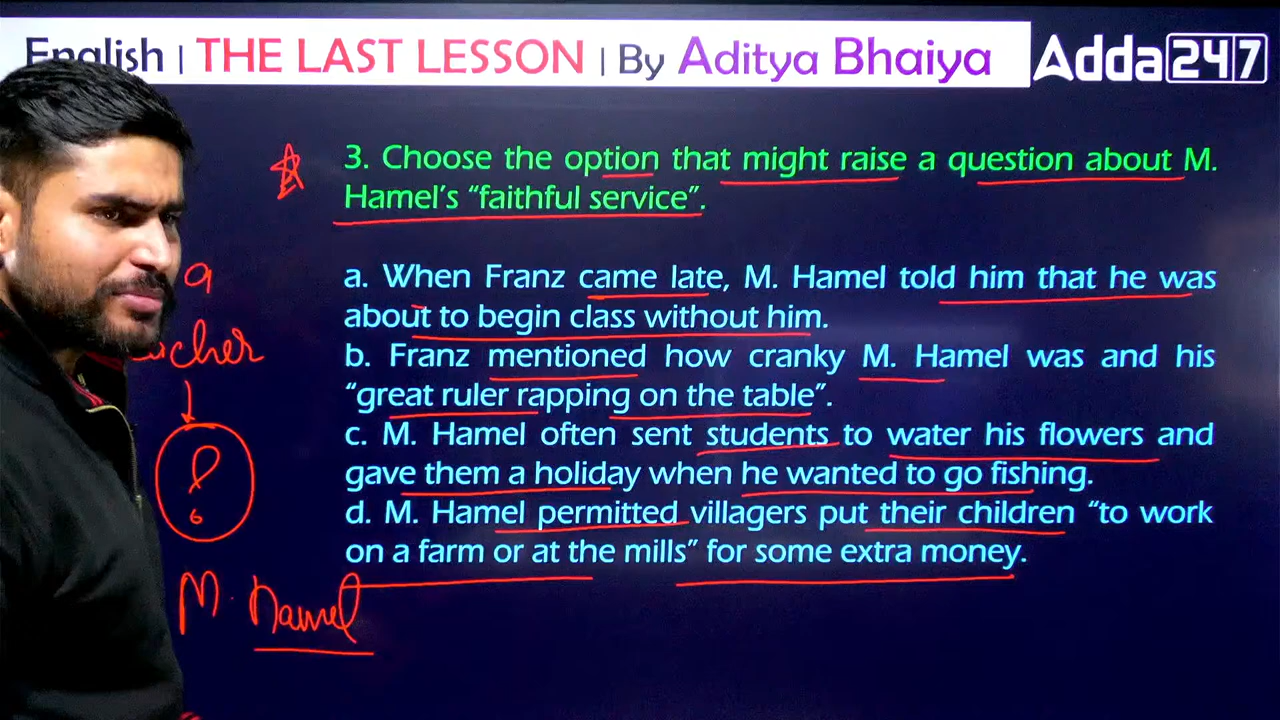 English | THE LAST LESSON | By Aditya Bhaiya
Adda247
3. Choose the option that might raise a question about M.
Hamel's "faithful service".
a. When Franz came late, M. Hamel told him that he was
about to begin class without him.
b. Franz mentioned how cranky M. Hamel was and his
"great ruler rapping on the table".
c. M. Hamel often sent students to water his flowers and
gave them a holiday when he wanted to go fishing.
d. M. Hamel permitted villagers put their children "to work
on a farm or at the mills" for some extra money.
a
?
M. Hamel